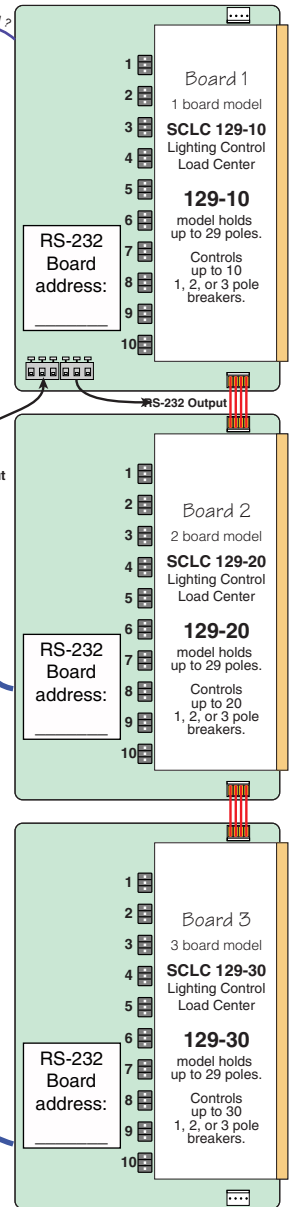 Board 1
1 board model
SCLC 129-10
Lighting Control
Load Center
129-10
model holds
up to 29 poles.
Controls
up to 10
1, 2, or 3 pole
breakers.
1
2
3
4
5
6
7
8
9
10
RS-232
Board
address:
RS-232 Output
Board 2
2 board model
SCLC 129-20
Lighting Control
Load Center
129-20
model holds
up to 29 poles.
Controls
up to 20
1, 2, or 3 pole
breakers.
1
2
3
4
5
6
7
8
9
10
RS-232
Board
address:
Board 3
3 board model
SCLC 129-30
Lighting Control
Load Center
129-30
model holds
up to 29 poles.
Controls
up to 30
1, 2, or 3 pole
breakers.
1
2
3
4
5
6
7
8
9
10
RS-232
Board
address: